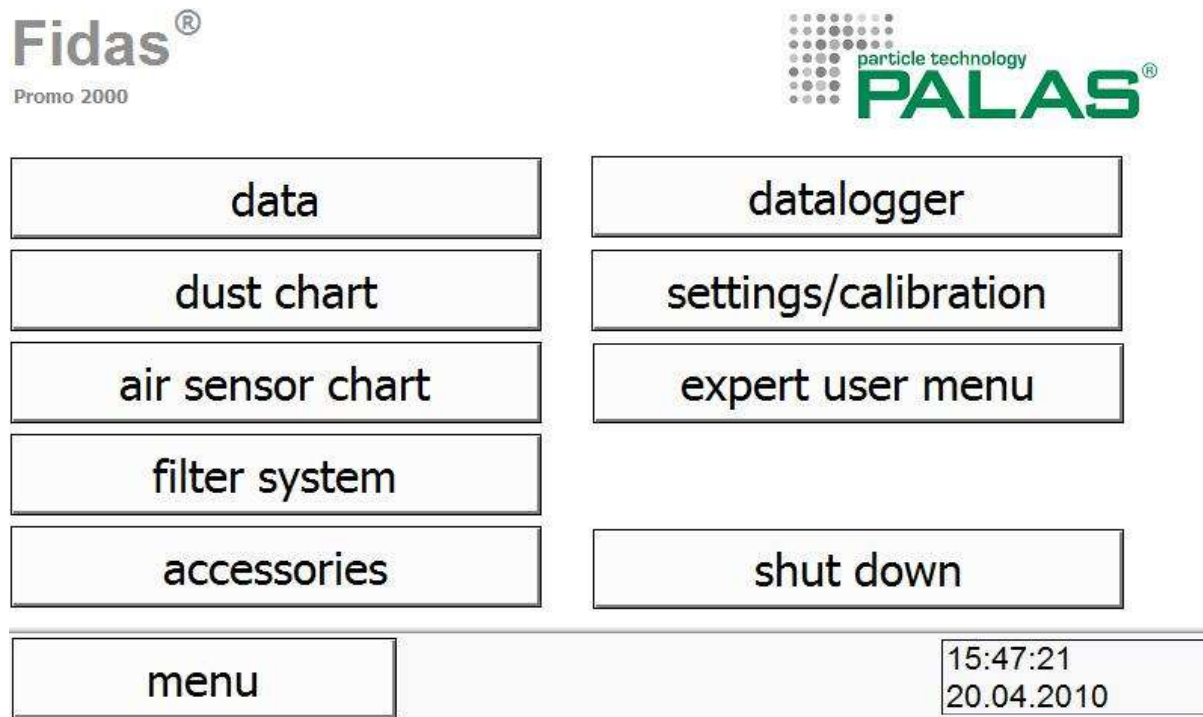 Fidas®
Promo 2000
particle technology
PALAS®
data
datalogger
dust chart
settings/calibration
air sensor chart
expert user menu
filter system
accessories
shut down
menu
15:47:21
20.04.2010